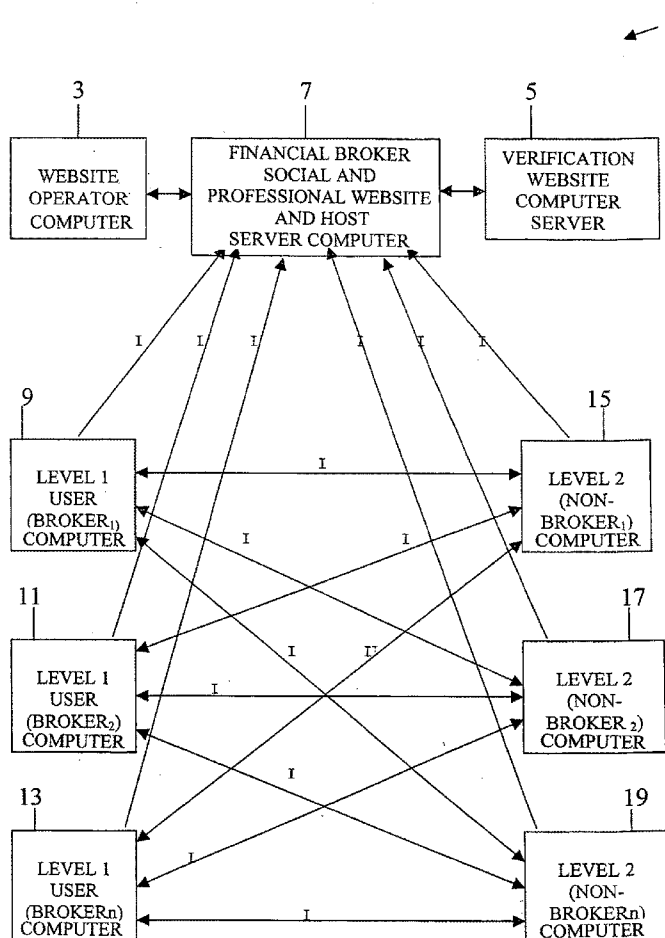 3
7
5
WEBSITE
OPERATOR
COMPUTER
FINANCIAL BROKER
SOCIAL AND
PROFESSIONAL WEBSITE
AND HOST
SERVER COMPUTER
VERIFICATION
WEBSITE
COMPUTER
SERVER
I I I I I I
9
15
LEVEL 1
USER
(BROKER₁)
COMPUTER
I
LEVEL 2
(NON-
BROKER₁)
COMPUTER
I I
11
17
LEVEL 1
USER
(BROKER₂)
COMPUTER
I
I
LEVEL 2
(NON-
BROKER ₂)
COMPUTER
I
13
19
LEVEL 1
USER
(BROKERn)
COMPUTER
I
I
LEVEL 2
(NON-
BROKERn)
COMPUTER